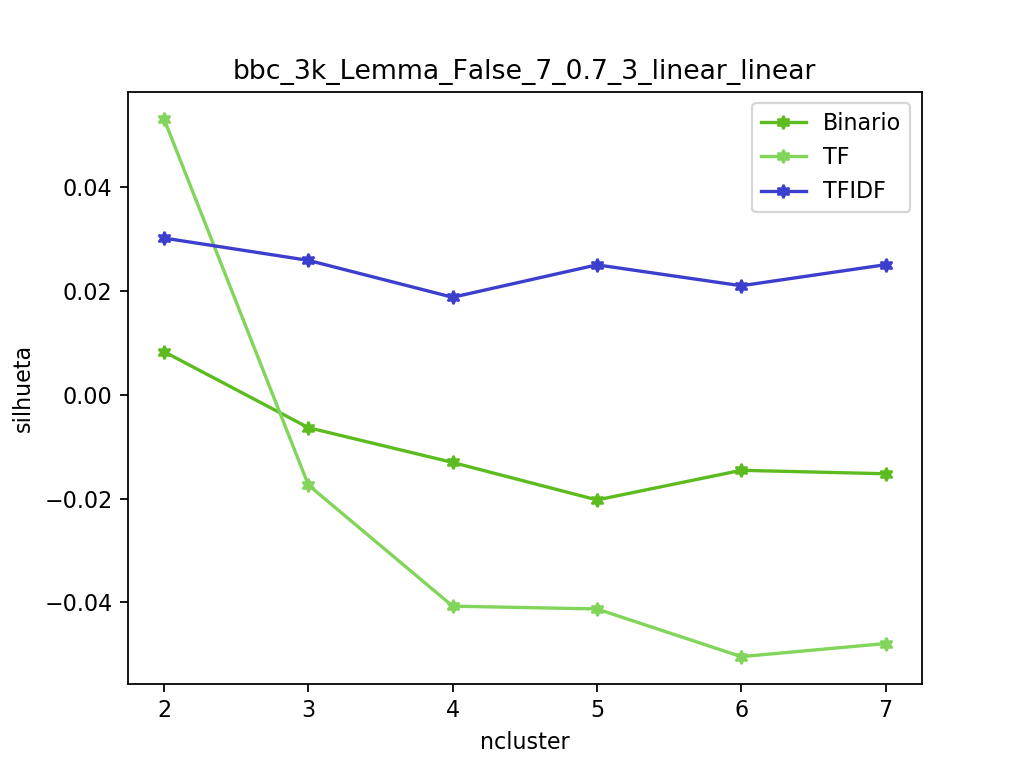 bbc_3k_Lemma_False_7_0.7_3_linear_linear
Binario
TF
TFIDF
0.04
0.02
0.00
−0.02
−0.04
silhueta
2 3 4 5 6 7
ncluster